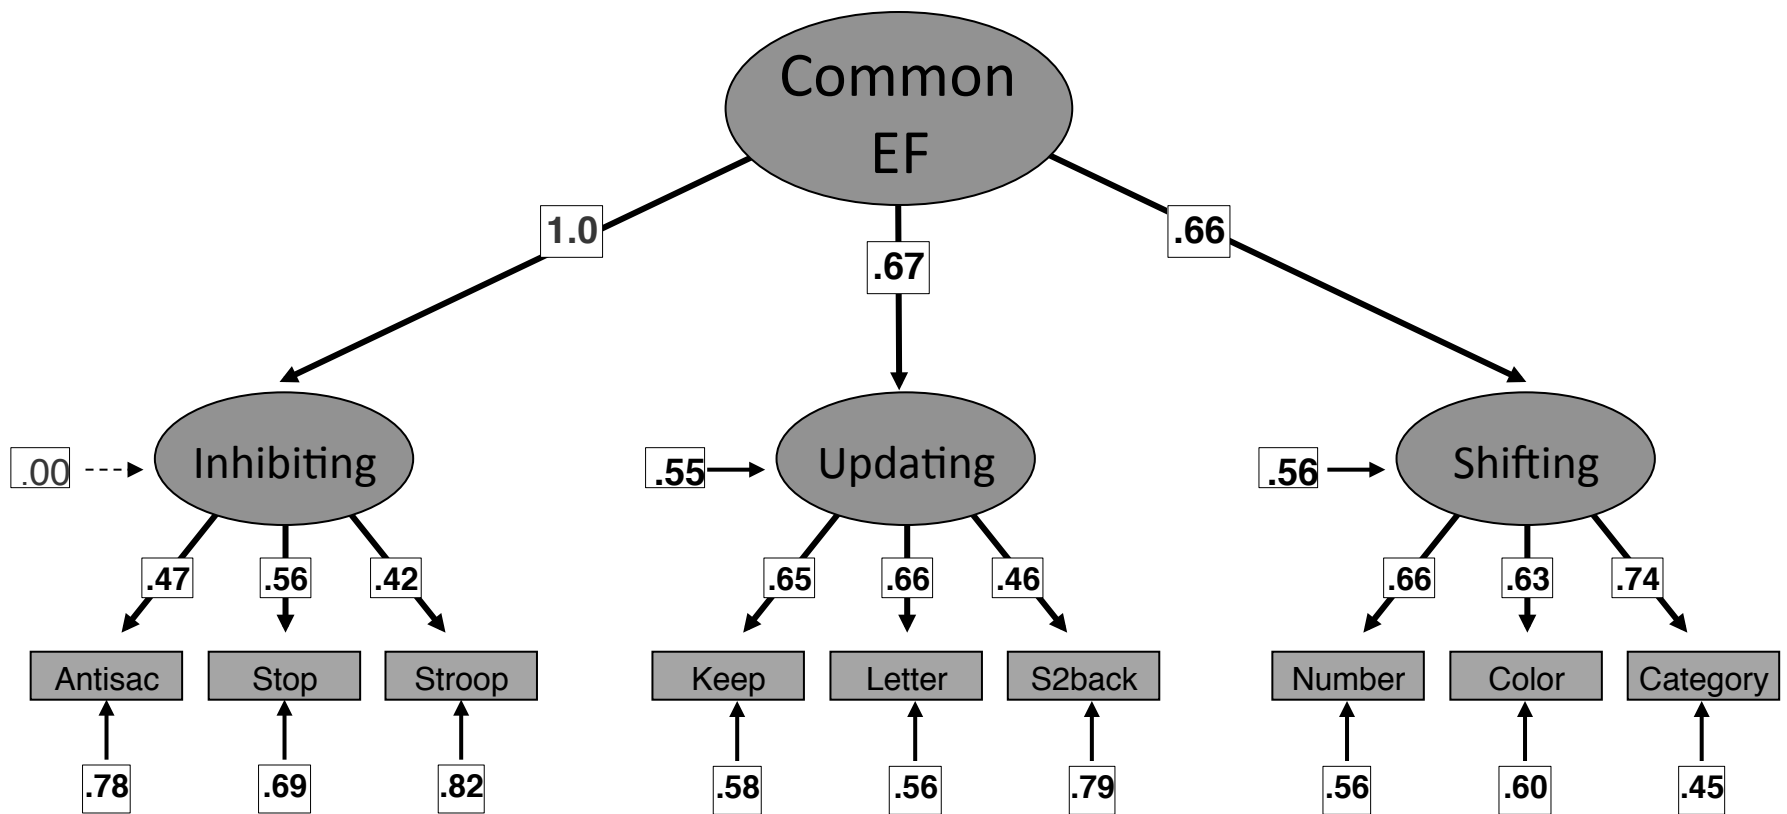 Common
EF
1.0
.67
.66
.00
Inhibiting
.55
Updating
.56
Shifting
.47
.56
.42
.65
.66
.46
.66
.63
.74
Antisac
Stop
Stroop
Keep
Letter
S2back
Number
Color
Category
.78
.69
.82
.58
.56
.79
.56
.60
.45